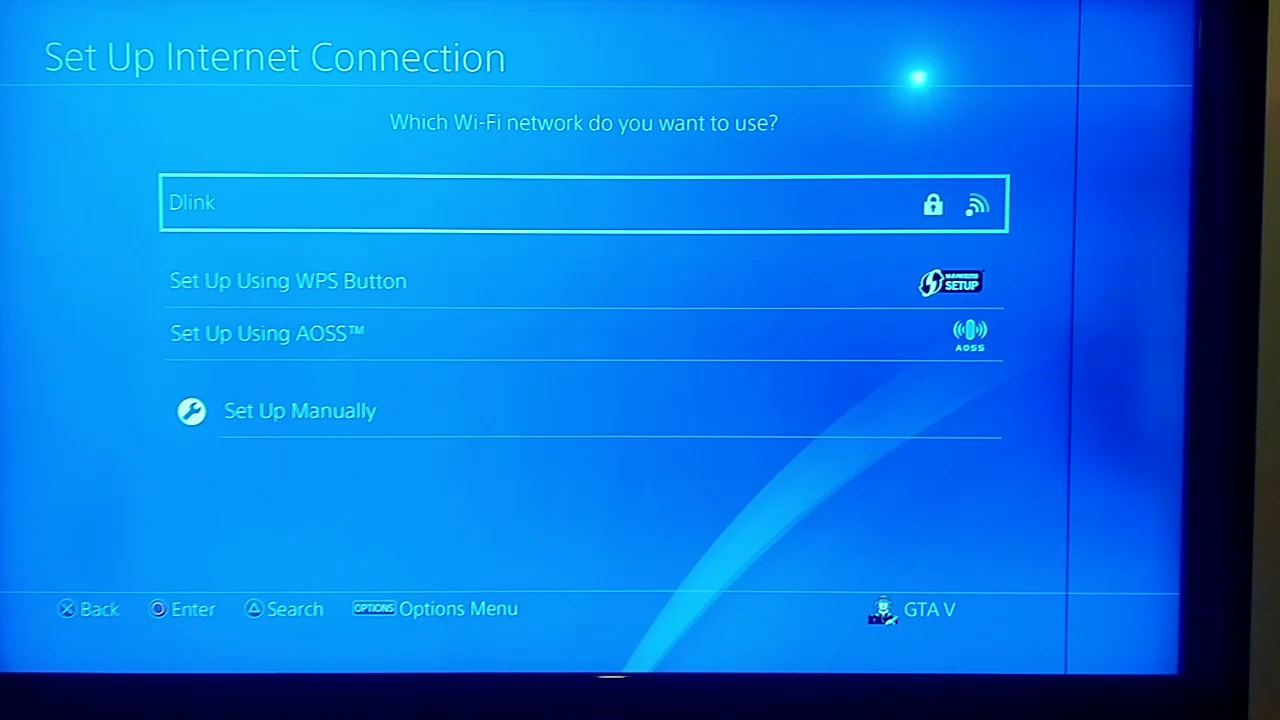 Set Up Internet Connection
Which Wi-Fi network do you want to use?
Dlink
Set Up Using WPS Button
SETUP
Set Up Using AOSS™
AOSS
Set Up Manually
Back Enter Search OPTIONS Options Menu GTA V